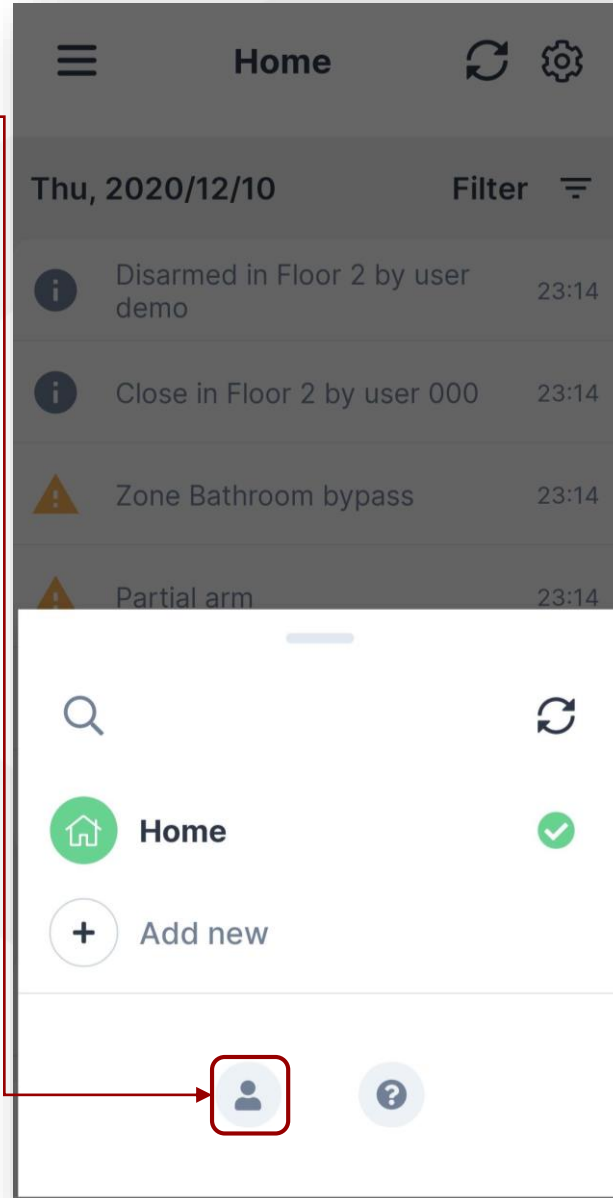 Home
Thu, 2020/12/10 Filter
Disarmed in Floor 2 by user
demo
23:14
Close in Floor 2 by user 000 23:14
Zone Bathroom bypass 23:14
Partial arm 23:14
Home
Add new